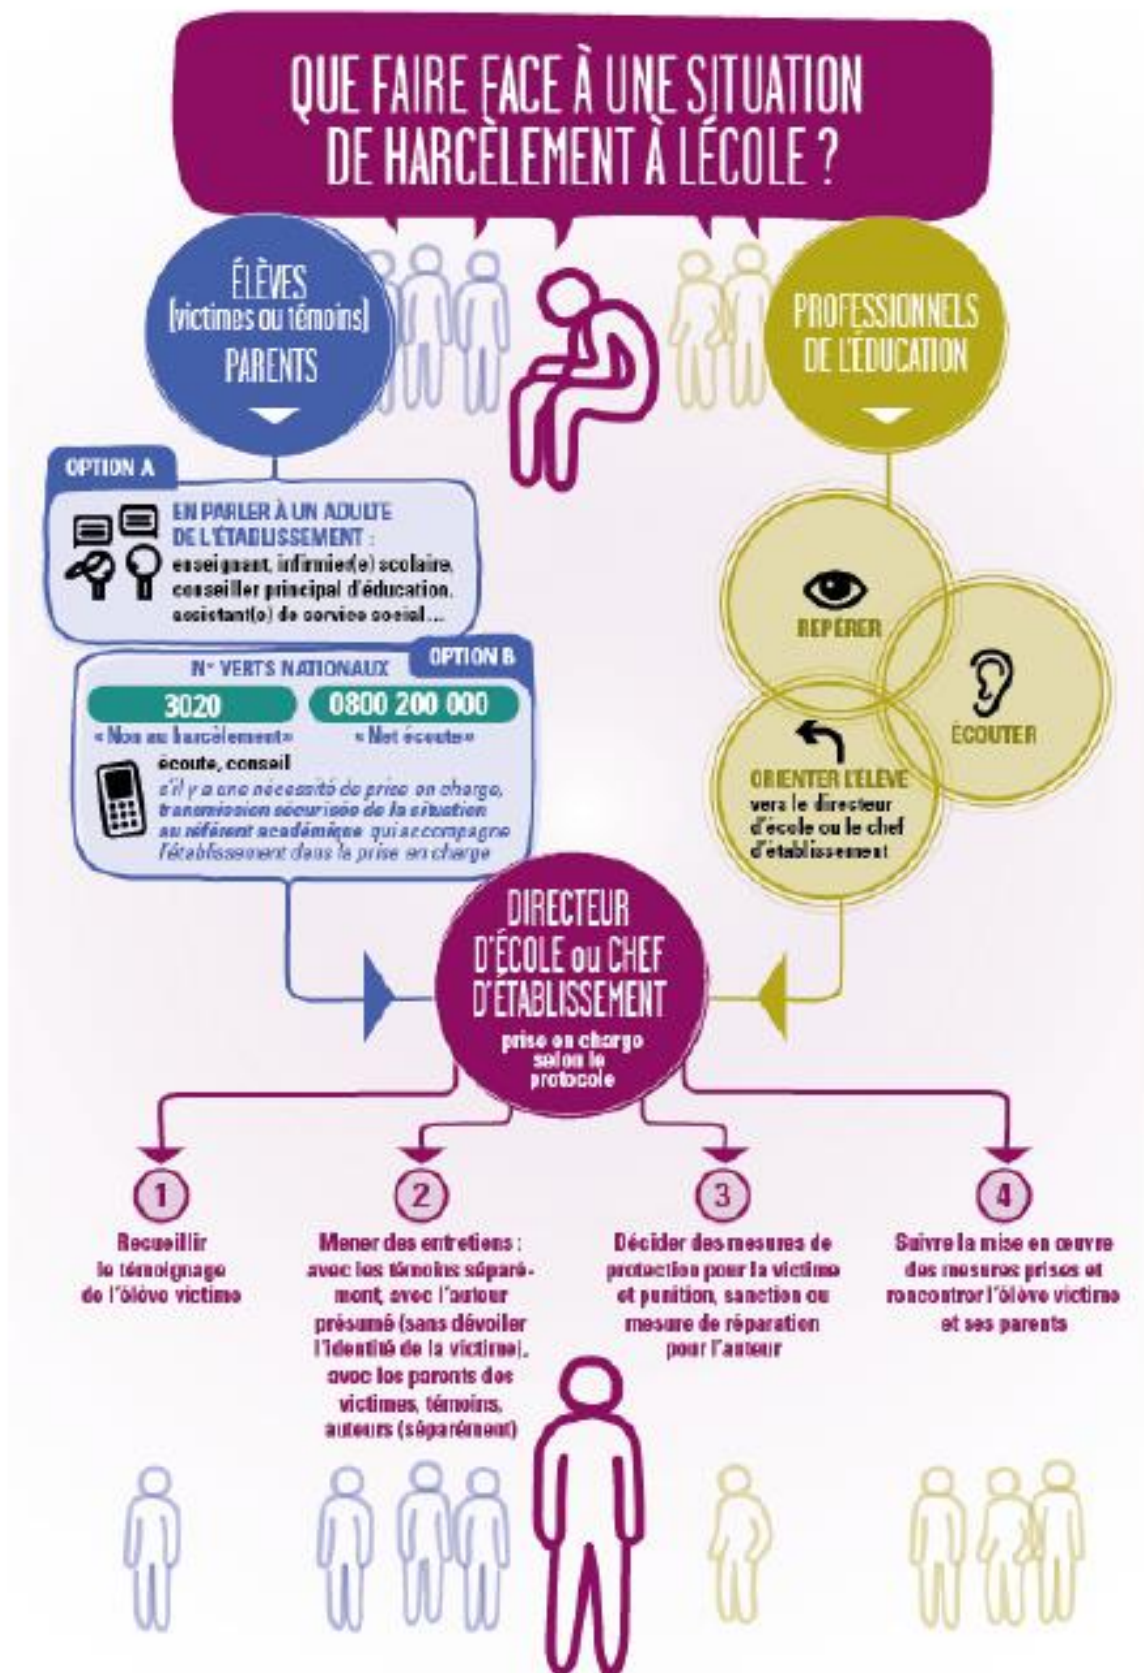 QUE FAIRE FACE À UNE SITUATION
DE HARCÈLEMENT À LÉCOLE ?
ÉLÈVES
(victimes ou témoins)
PARENTS
PROFESSIONNELS
DE L'ÉDUCATION
OPTION A
EN PARLER À UN ADULTE
DE L'ÉTABLISSEMENT :
enseignant, infirmier(e) scolaire,
conseiller principal d'éducation,
assistant(e) de service social...
OPTION B
N° VERTS NATIONAUX
3020
0800 200 000
« Non au harcèlement »
« Net écoute »
écoute, conseil
s'il y a une nécessité de prise en charge,
transmission sécurisée de la situation
au référent académique qui accompagne
l'établissement dans la prise en charge
REPÉRER
ÉCOUTER
ORIENTER L'ÉLÈVE
vers le directeur
d'école ou le chef
d'établissement
DIRECTEUR
D'ÉCOLE ou CHEF
D'ÉTABLISSEMENT
prise en charge
selon le
protocole
1
Recueillir
le témoignage
de l'élève victime
2
Mener des entretiens :
avec les témoins séparé-
ment, avec l'auteur
présumé (sans dévoiler
l'identité de la victime),
avec les parents des
victimes, témoins,
auteurs (séparément)
3
Décider des mesures de
protection pour la victime
et punition, sanction ou
mesure de réparation
pour l'auteur
4
Suivre la mise en œuvre
des mesures prises et
rencontrer l'élève victime
et ses parents